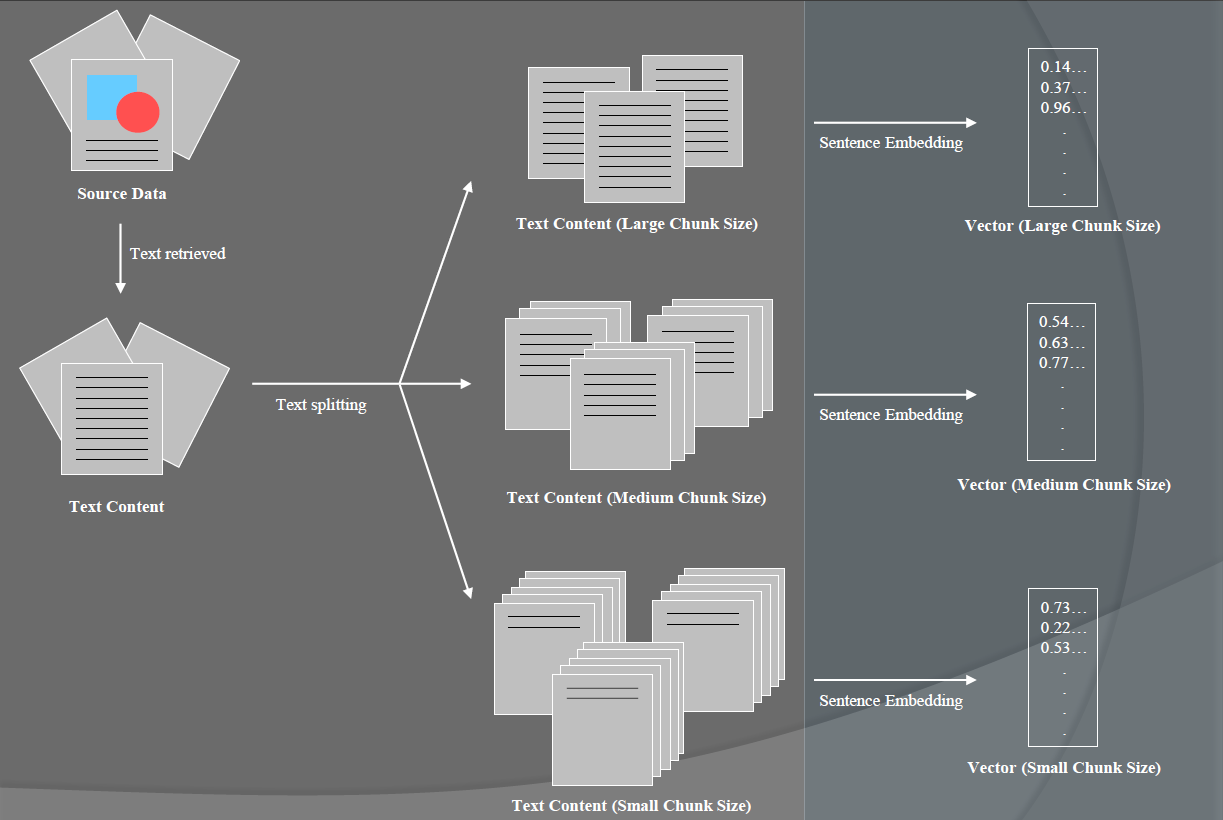 Source Data
Text retrieved
Text Content
Text splitting
Text Content (Large Chunk Size)
Text Content (Medium Chunk Size)
Text Content (Small Chunk Size)
Sentence Embedding
0.14…
0.37…
0.96…
.
.
.
.
Vector (Large Chunk Size)
Sentence Embedding
0.54…
0.63…
0.77…
.
.
.
.
Vector (Medium Chunk Size)
Sentence Embedding
0.73…
0.22…
0.53…
.
.
.
.
Vector (Small Chunk Size)